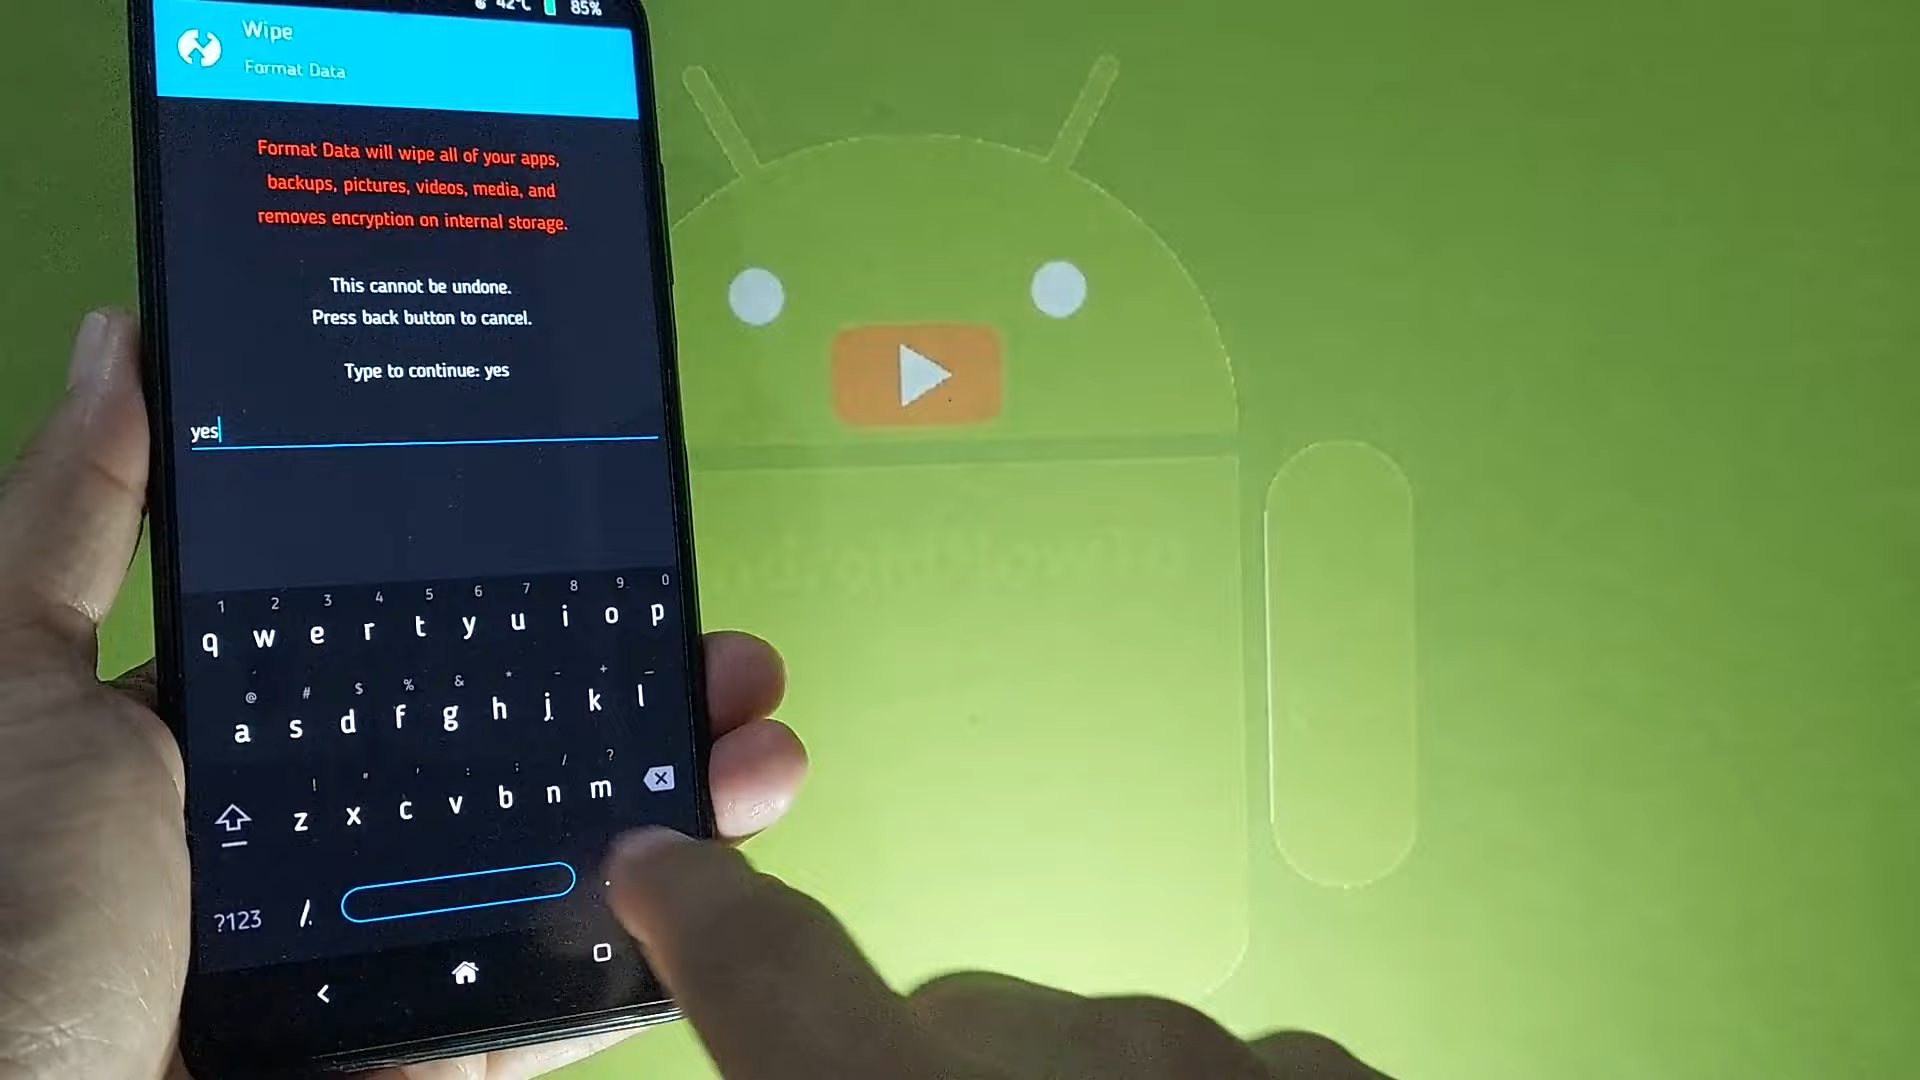 42°C 85%
Wipe
Format Data
Format Data will wipe all of your apps,
backups, pictures, videos, media, and
removes encryption on internal storage.
This cannot be undone.
Press back button to cancel.
Type to continue: yes
yes
1 2 3 4 5 6 7 8 9 0
q w e r t y u i o p
@ # $ % & * - + _
a s d f g h j k l
! " ' : ; / ?
z x c v b n m
?123 /. .